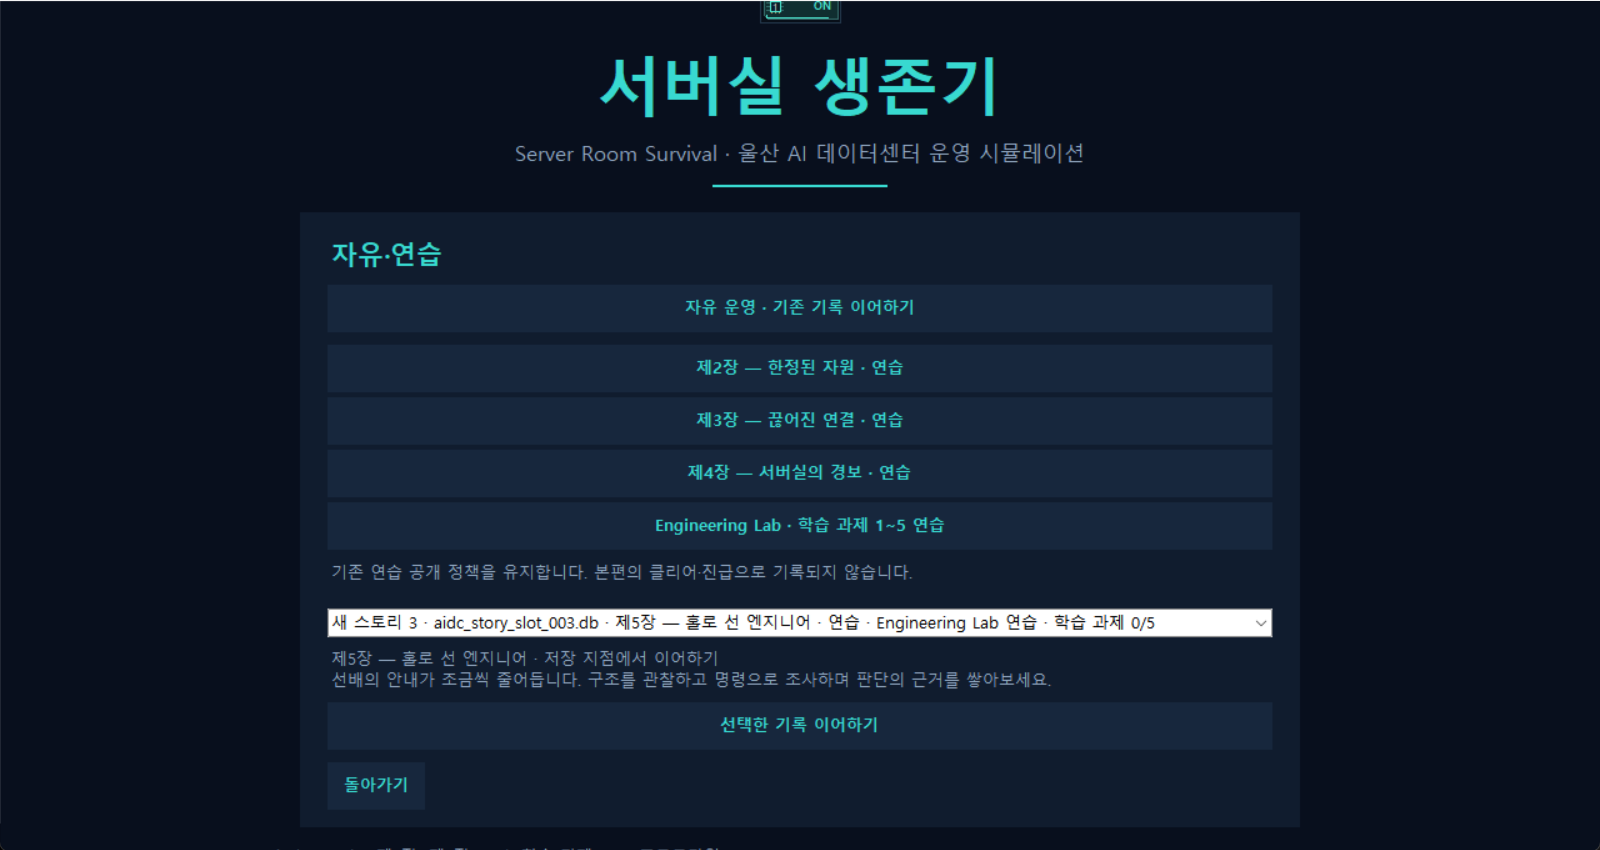 1 ON
서버실 생존기
Server Room Survival · 울산 AI 데이터센터 운영 시뮬레이션
자유·연습
자유 운영 · 기존 기록 이어하기
제2장 — 한정된 자원 · 연습
제3장 — 끊어진 연결 · 연습
제4장 — 서버실의 경보 · 연습
Engineering Lab · 학습 과제 1~5 연습
기존 연습 공개 정책을 유지합니다. 본편의 클리어·진급으로 기록되지 않습니다.
새 스토리 3 · aidc_story_slot_003.db · 제5장 — 홀로 선 엔지니어 · 연습 · Engineering Lab 연습 · 학습 과제 0/5
제5장 — 홀로 선 엔지니어 · 저장 지점에서 이어하기
선배의 안내가 조금씩 줄어듭니다. 구조를 관찰하고 명령으로 조사하며 판단의 근거를 쌓아보세요.
선택한 기록 이어하기
돌아가기